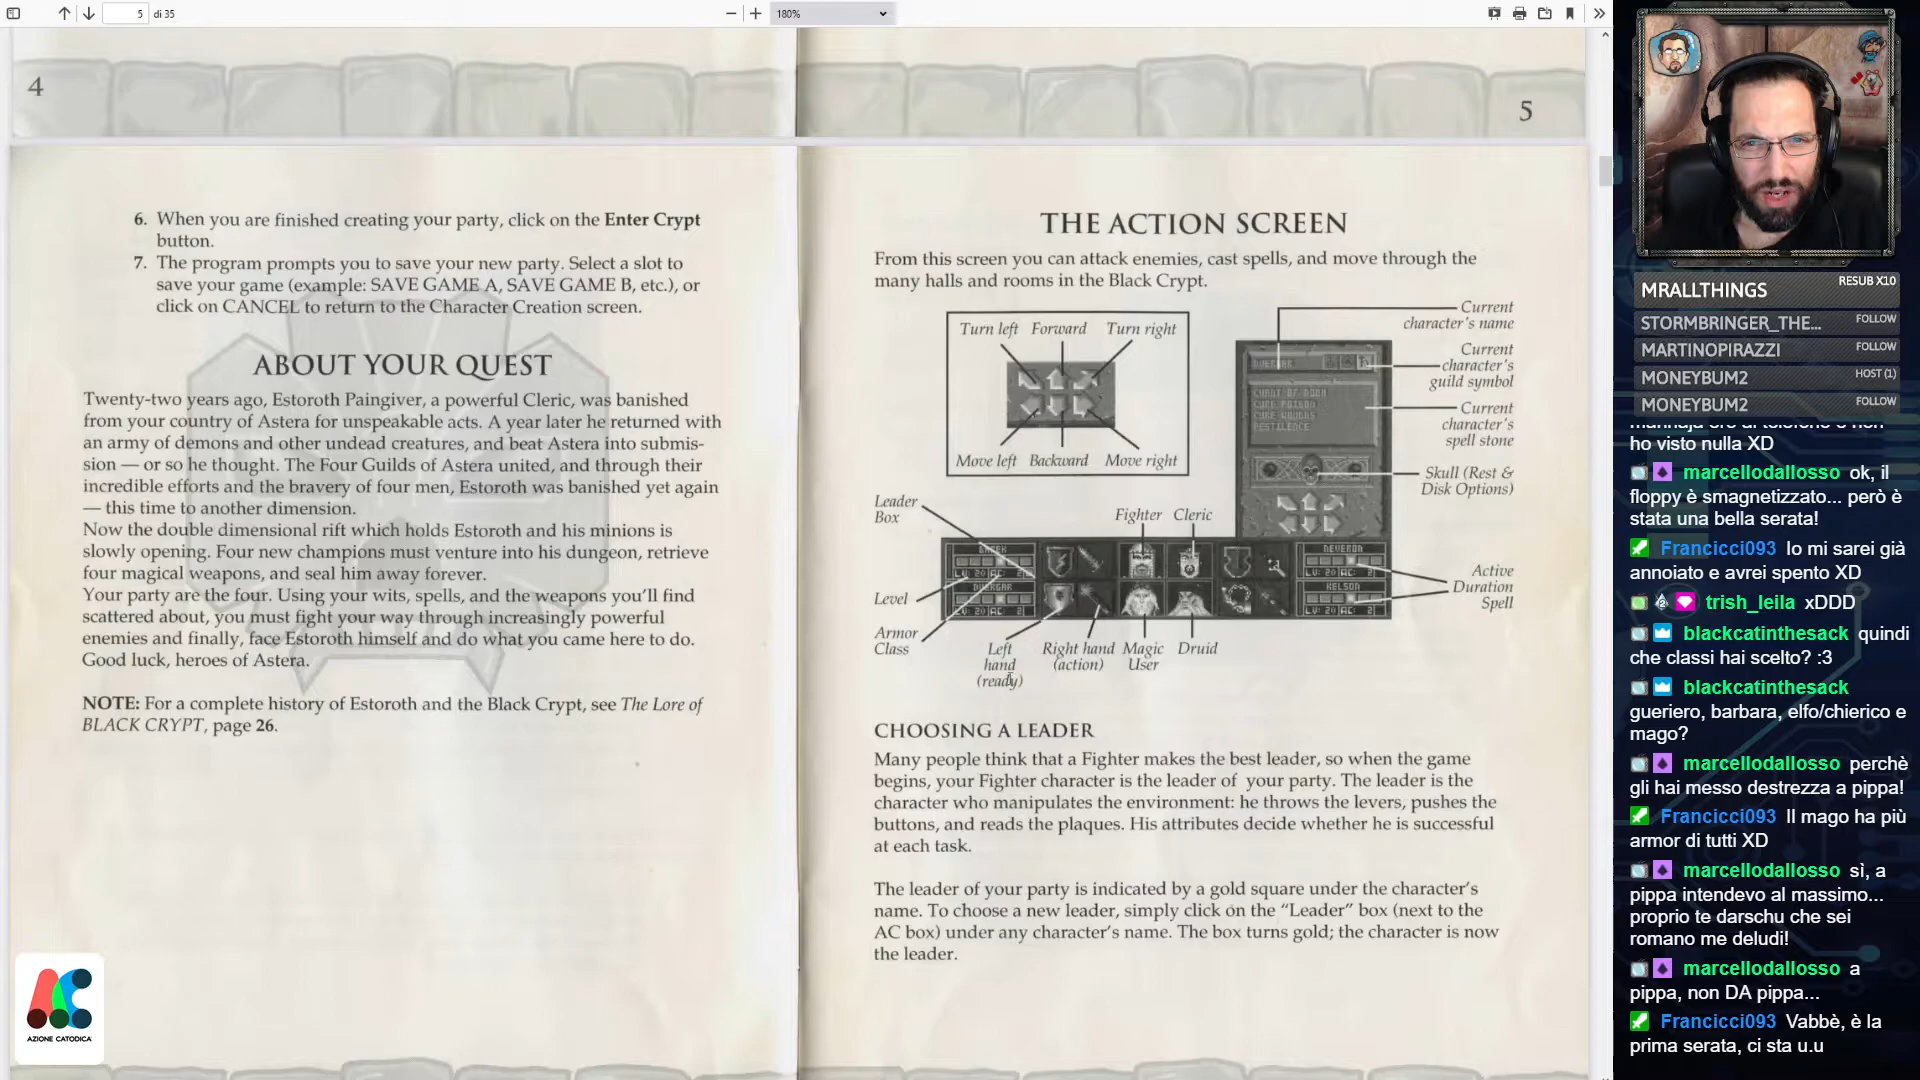 5
di 35
180%
4
5
6. When you are finished creating your party, click on the Enter Crypt
button.
7. The program prompts you to save your new party. Select a slot to
save your game (example: SAVE GAME A, SAVE GAME B, etc.), or
click on CANCEL to return to the Character Creation screen.
ABOUT YOUR QUEST
Twenty-two years ago, Estoroth Paingiver, a powerful Cleric, was banished
from your country of Astera for unspeakable acts. A year later he returned with
an army of demons and other undead creatures, and beat Astera into submis-
sion — or so he thought. The Four Guilds of Astera united, and through their
incredible efforts and the bravery of four men, Estoroth was banished yet again
— this time to another dimension.
Now the double dimensional rift which holds Estoroth and his minions is
slowly opening. Four new champions must venture into his dungeon, retrieve
four magical weapons, and seal him away forever.
Your party are the four. Using your wits, spells, and the weapons you'll find
scattered about, you must fight your way through increasingly powerful
enemies and finally, face Estoroth himself and do what you came here to do.
Good luck, heroes of Astera.
NOTE: For a complete history of Estoroth and the Black Crypt, see The Lore of
BLACK CRYPT, page 26.
AZIONE CATODICA
THE ACTION SCREEN
From this screen you can attack enemies, cast spells, and move through the
many halls and rooms in the Black Crypt.
Turn left Forward Turn right
Move left Backward Move right
Current
character's name
Current
character's
guild symbol
Current
character's
spell stone
Skull (Rest &
Disk Options)
CURE POISON
CURE WOUNDS
PESTILENCE
Leader
Box
Fighter Cleric
Level
Armor
Class
Left
hand
(ready)
Right hand
(action)
Magic
User
Druid
Active
Duration
Spell
DEVERON
KELSON
LV: 20 AC: 2
CHOOSING A LEADER
Many people think that a Fighter makes the best leader, so when the game
begins, your Fighter character is the leader of your party. The leader is the
character who manipulates the environment: he throws the levers, pushes the
buttons, and reads the plaques. His attributes decide whether he is successful
at each task.
The leader of your party is indicated by a gold square under the character's
name. To choose a new leader, simply click on the "Leader" box (next to the
AC box) under any character's name. The box turns gold; the character is now
the leader.
MRALLTHINGS RESUB X10
STORMBRINGER_THE... FOLLOW
MARTINOPIRAZZI FOLLOW
MONEYBUM2 HOST (1)
MONEYBUM2 FOLLOW
ho visto nulla XD
marcellodallosso ok, il
floppy è smagnetizzato... però è
stata una bella serata!
Francicci093 Io mi sarei già
annoiato e avrei spento XD
trish_leila xDDD
blackcatinthesack quindi
che classi hai scelto? :3
blackcatinthesack
gueriero, barbara, elfo/chierico e
mago?
marcellodallosso perchè
gli hai messo destrezza a pippa!
Francicci093 Il mago ha più
armor di tutti XD
marcellodallosso sì, a
pippa intendevo al massimo...
proprio te darschu che sei
romano me deludi!
marcellodallosso a
pippa, non DA pippa...
Francicci093 Vabbè, è la
prima serata, ci sta u.u